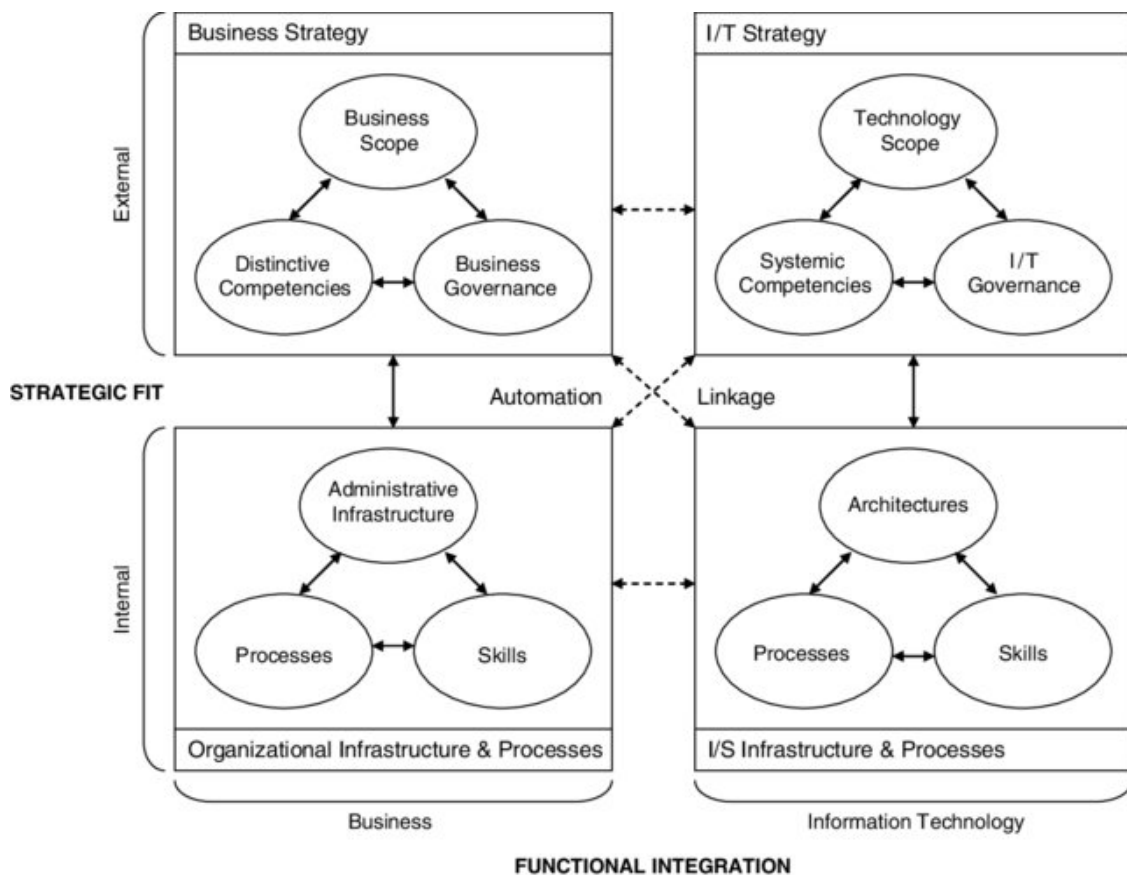 Business Strategy
I/T Strategy
Business
Scope
Technology
Scope
External
Distinctive
Competencies
Business
Governance
Systemic
Competencies
I/T
Governance
STRATEGIC FIT
Automation
Linkage
Administrative
Infrastructure
Architectures
Internal
Processes
Skills
Processes
Skills
Organizational Infrastructure & Processes
I/S Infrastructure & Processes
Business
Information Technology
FUNCTIONAL INTEGRATION